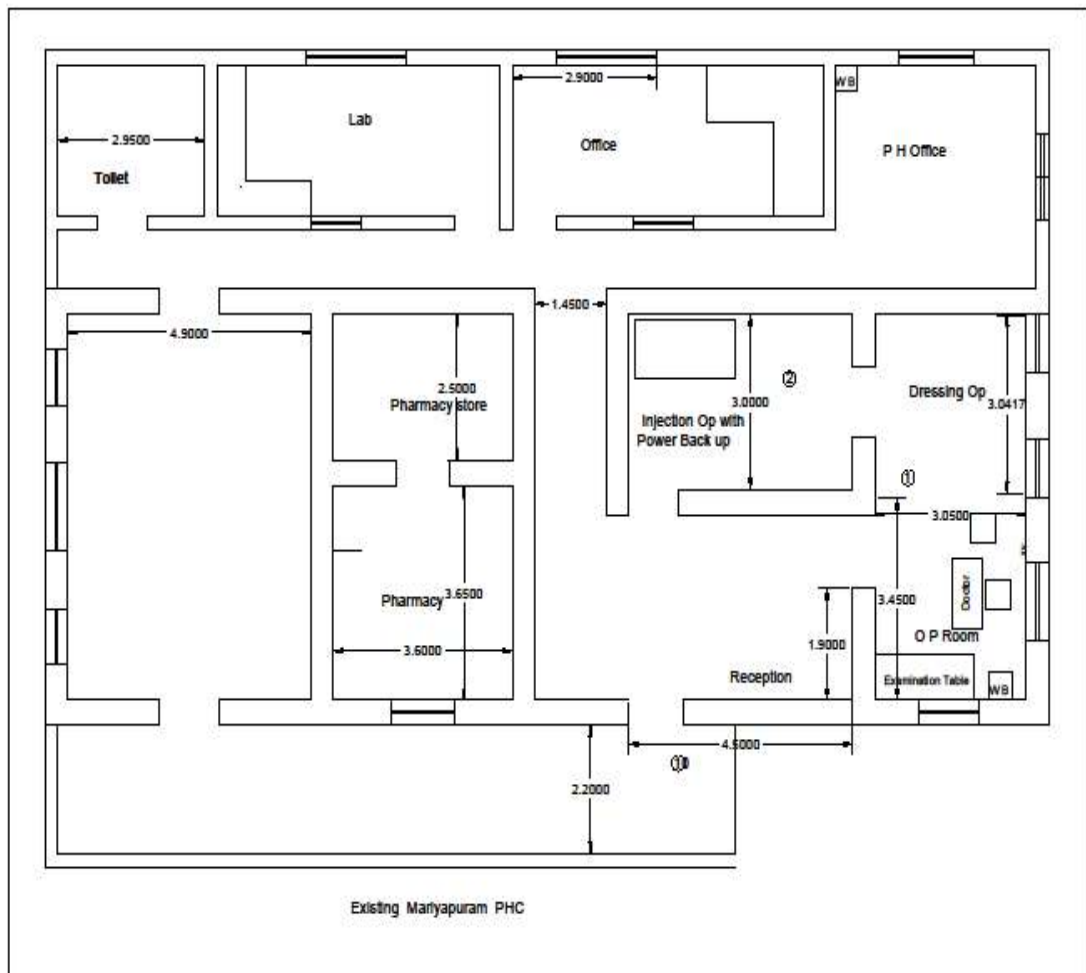 WB
2.9000
Lab
Office
P H Office
2.9500
Toilet
1.4500
4.9000
2.5000
Pharmacy store
3.0000
②
Injection Op with
Power Back up
Dressing Op
3.0417
①
3.0500
Doctor
3.4500
Pharmacy
3.6500
3.6000
1.9000
O P Room
Reception
Examination Table
WB
4.5000
2.2000
Existing Mariyapuram PHC